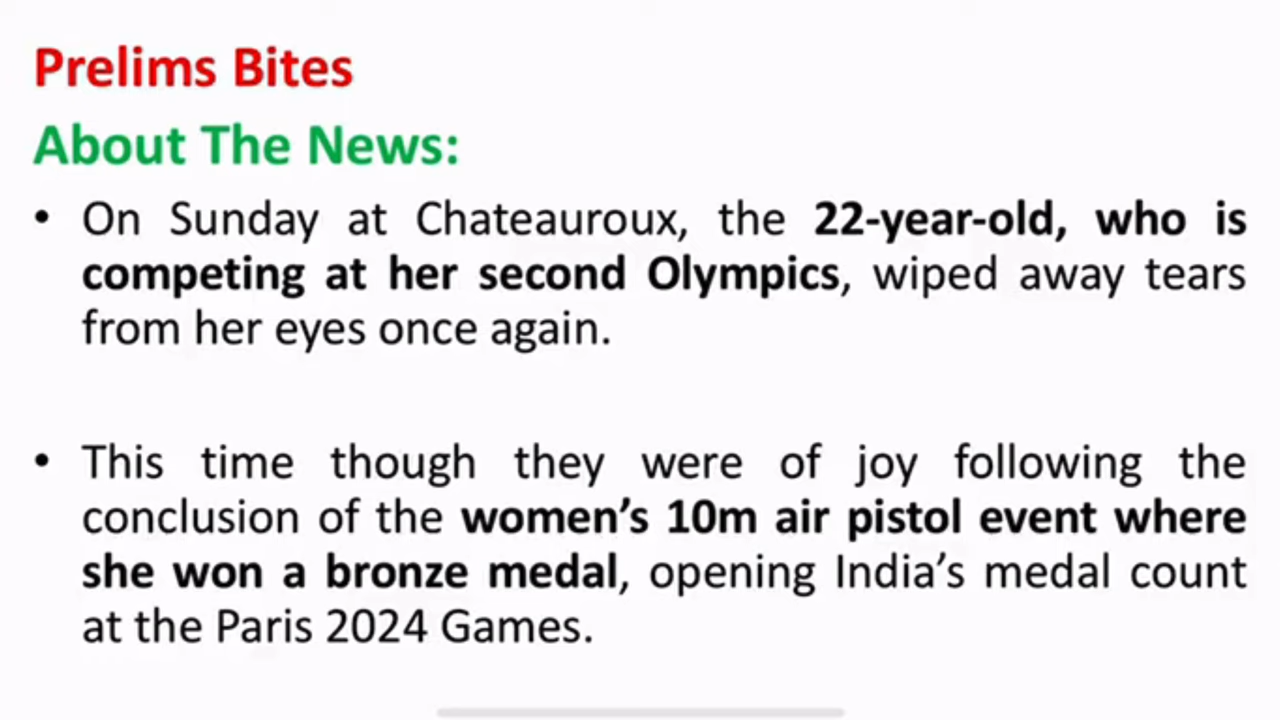 Prelims Bites
About The News:
• On Sunday at Chateauroux, the 22-year-old, who is
competing at her second Olympics, wiped away tears
from her eyes once again.
• This time though they were of joy following the
conclusion of the women’s 10m air pistol event where
she won a bronze medal, opening India’s medal count
at the Paris 2024 Games.